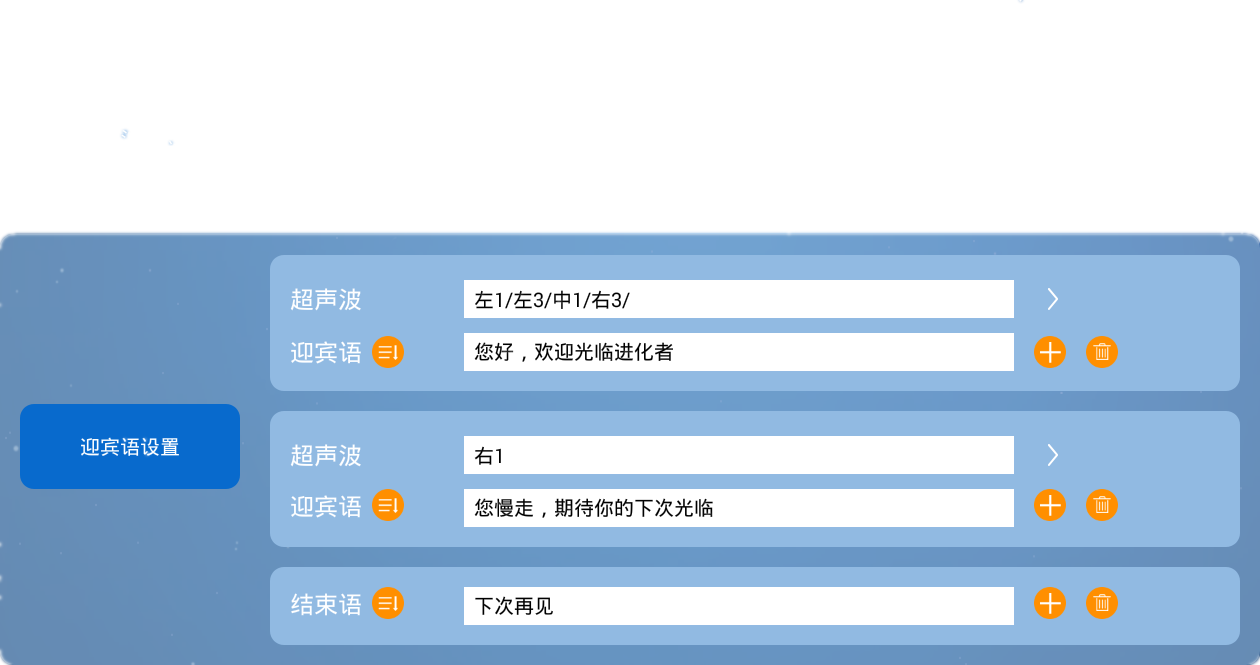 超声波
左1/左3/中1/右3/
迎宾语
您好，欢迎光临进化者
迎宾语设置
超声波
右1
迎宾语
您慢走，期待你的下次光临
结束语
下次再见